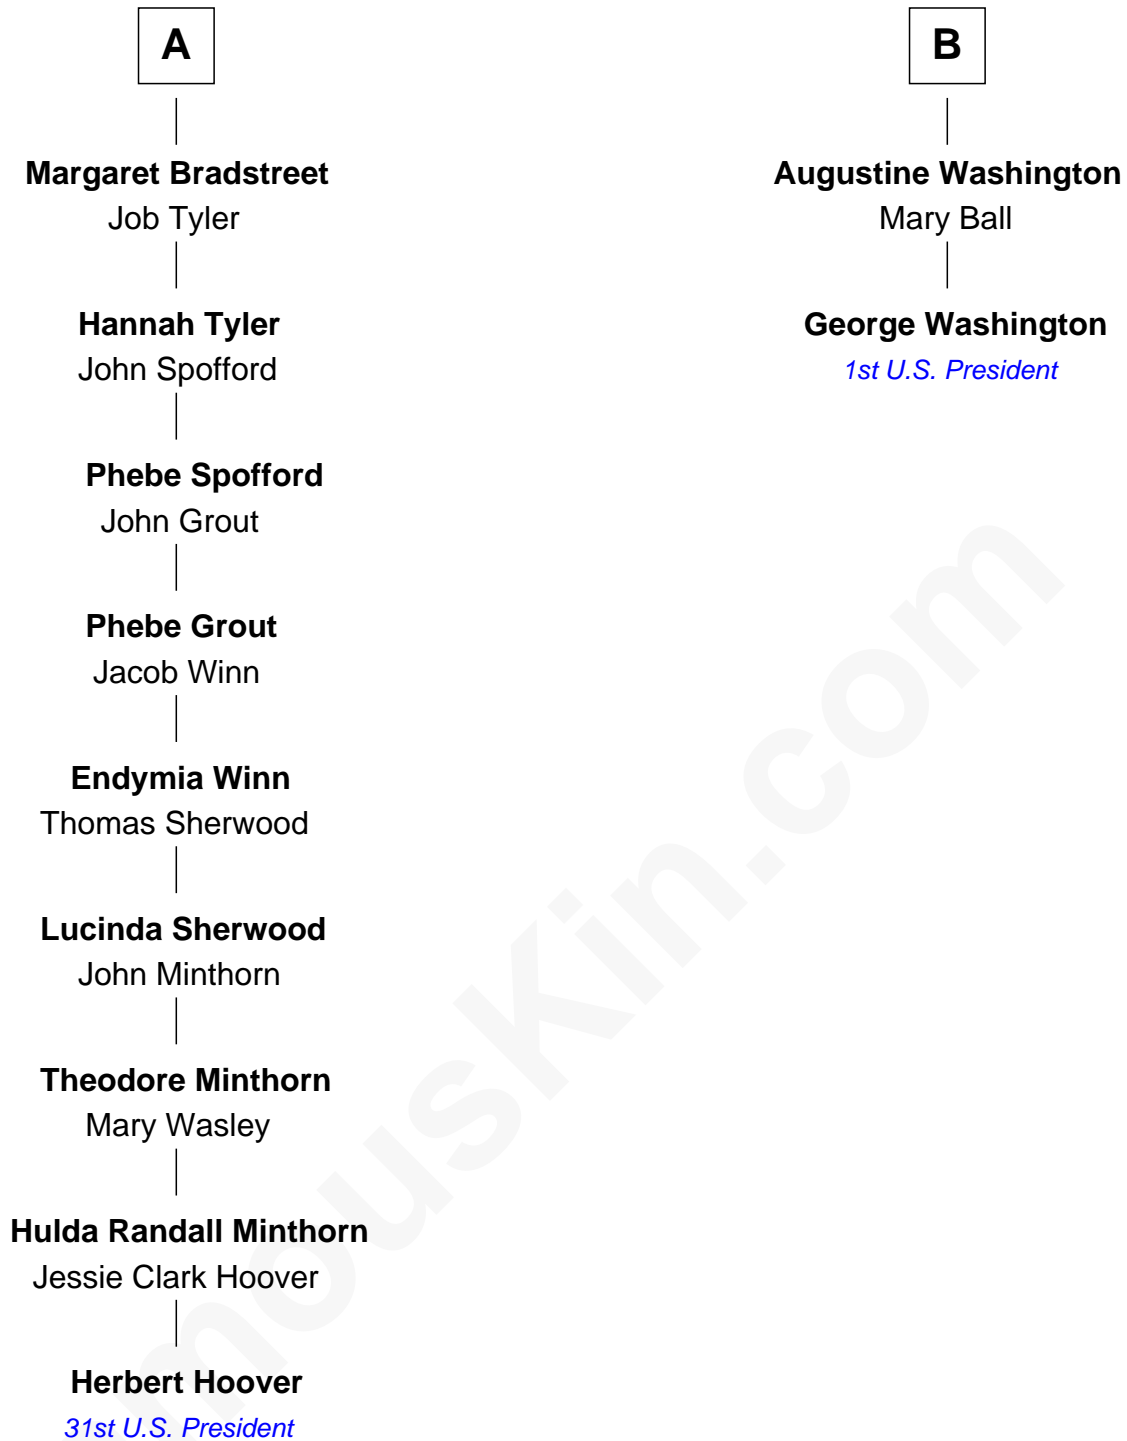 A
Margaret Bradstreet
Job Tyler
Hannah Tyler
John Spofford
Phebe Spofford
John Grout
Phebe Grout
Jacob Winn
Endymia Winn
Thomas Sherwood
Lucinda Sherwood
John Minthorn
Theodore Minthorn
Mary Wasley
Hulda Randall Minthorn
Jessie Clark Hoover
Herbert Hoover
31st U.S. President
B
Augustine Washington
Mary Ball
George Washington
1st U.S. President
mouskin.com